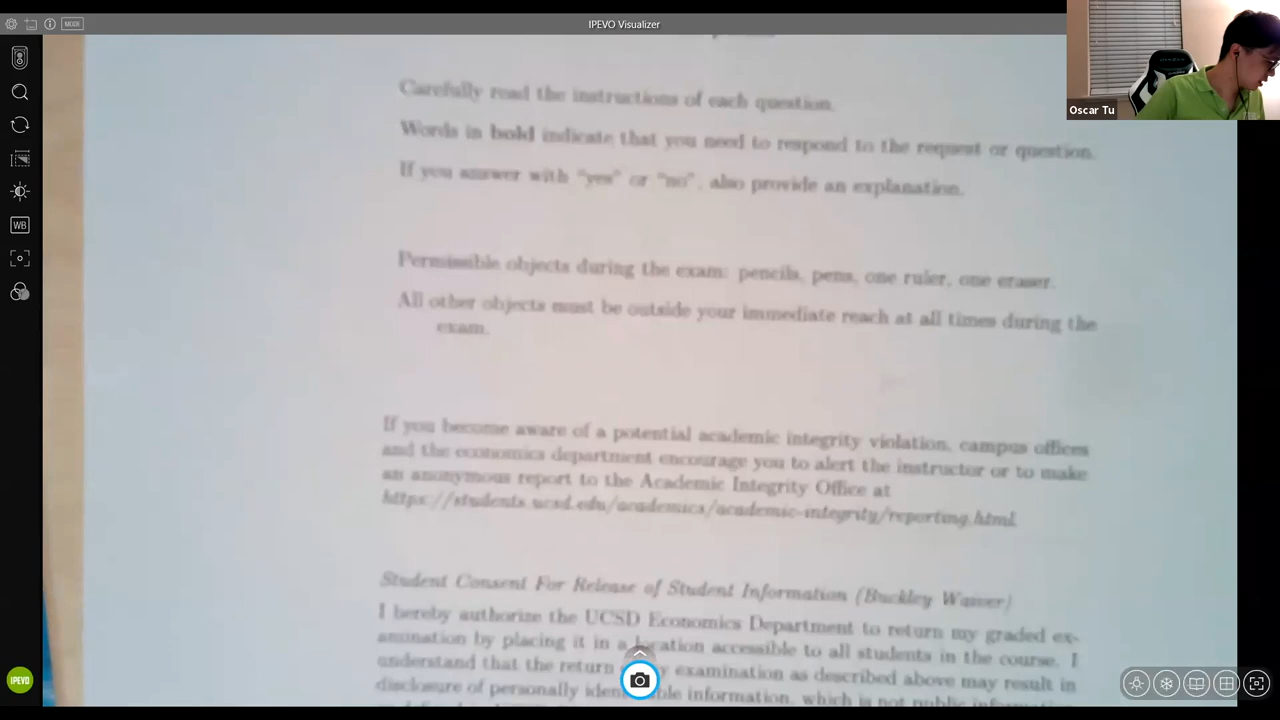 MODE
IPEVO Visualizer
Oscar Tu
Carefully read the instructions of each question.
Words in bold indicate that you need to respond to the request or question.
If you answer with "yes" or "no", also provide an explanation.
Permissible objects during the exam: pencils, pens, one ruler, one eraser.
All other objects must be outside your immediate reach at all times during the
exam.
If you become aware of a potential academic integrity violation, campus offices
and the economics department encourage you to alert the instructor or to make
an anonymous report to the Academic Integrity Office at
https://students.ucsd.edu/academics/academic-integrity/reporting.html
Student Consent For Release of Student Information (Buckley Waiver)
I hereby authorize the UCSD Economics Department to return my graded ex-
amination by placing it in a location accessible to all students in the course. I
understand that the return examination as described above may result in
disclosure of personally information, which is not public
WB
IPEVO